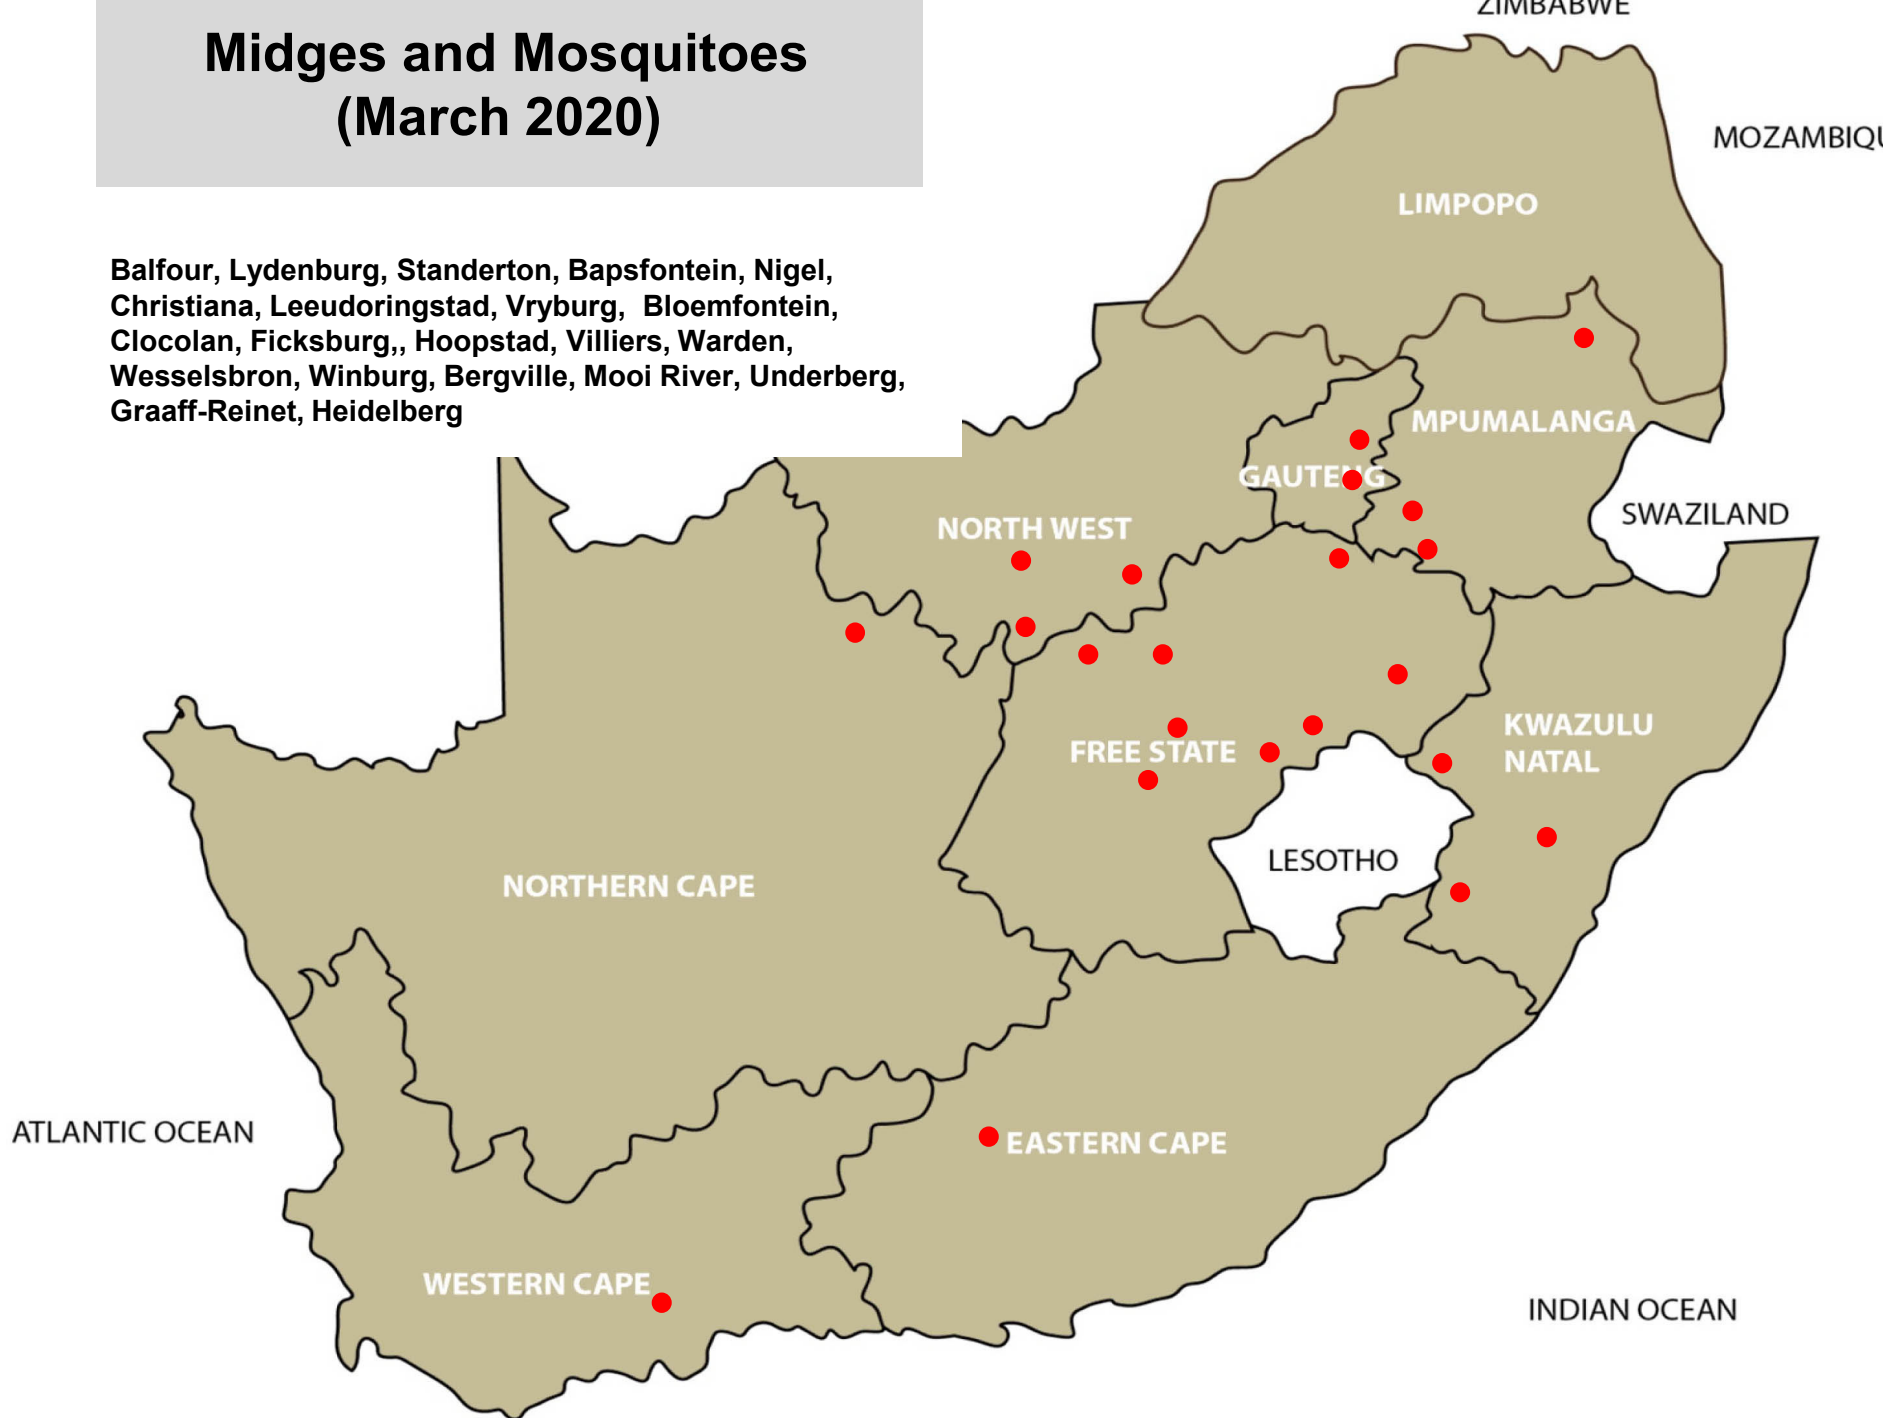 Midges and Mosquitoes
(March 2020)
Balfour, Lydenburg, Standerton, Bapsfontein, Nigel,
Christiana, Leeudoringstad, Vryburg, Bloemfontein,
Clocolan, Ficksburg,, Hoopstad, Villiers, Warden,
Wesselsbron, Winburg, Bergville, Mooi River, Underberg,
Graaff-Reinet, Heidelberg
ZIMBABWE
MOZAMBIQU
LIMPOPO
MPUMALANGA
GAUTENG
SWAZILAND
NORTH WEST
KWAZULU
NATAL
FREE STATE
LESOTHO
NORTHERN CAPE
ATLANTIC OCEAN
EASTERN CAPE
WESTERN CAPE
INDIAN OCEAN